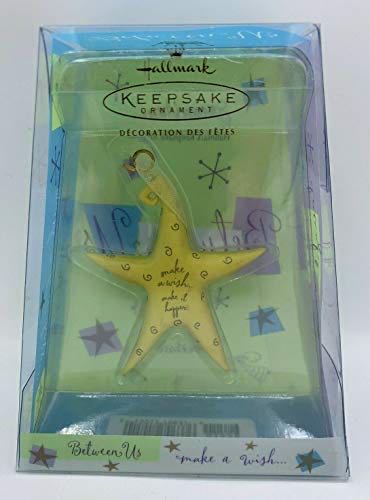 Hallmark
KEEPSAKE
ORNAMENT
DÉCORATION DES FÊTES
make
a wish...
make it
happen.
Between Us
make a wish...